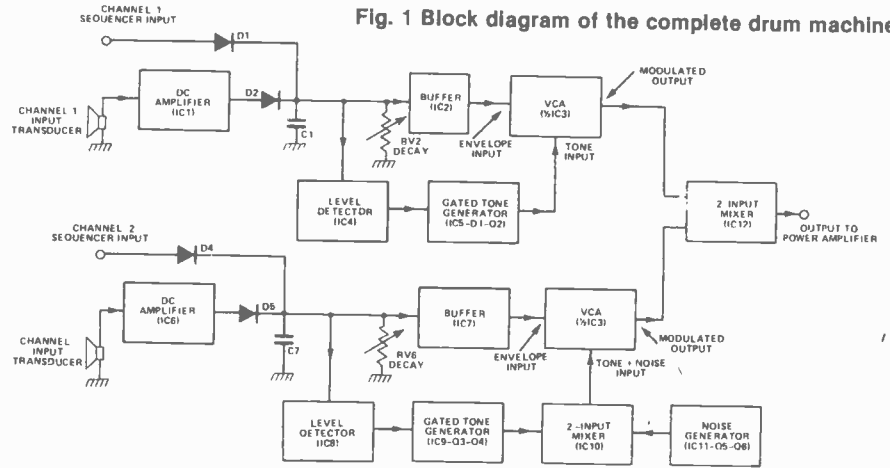 Fig. 1 Block diagram of the complete drum machine
CHANNEL 1
SEQUENCER INPUT
D1
DC
AMPLIFIER
(IC1)
D2
CHANNEL 1
INPUT
TRANSDUCER
C1
RV2
DECAY
BUFFER
(IC2)
ENVELOPE
INPUT
VCA
(½IC3)
TONE
INPUT
MODULATED
OUTPUT
LEVEL
DETECTOR
(IC4)
GATED TONE
GENERATOR
(IC5-D1-Q2)
2 INPUT
MIXER
(IC12)
OUTPUT TO
POWER AMPLIFIER
CHANNEL 2
SEQUENCER INPUT
D4
DC
AMPLIFIER
(IC6)
D5
CHANNEL
INPUT
TRANSDUCER
C7
RV6
DECAY
BUFFER
(IC7)
ENVELOPE
INPUT
VCA
(½IC3)
MODULATED
OUTPUT
TONE + NOISE
INPUT
LEVEL
DETECTOR
(IC8)
GATED TONE
GENERATOR
(IC9-Q3-Q4)
2-INPUT
MIXER
(IC10)
NOISE
GENERATOR
(IC11-Q5-Q6)